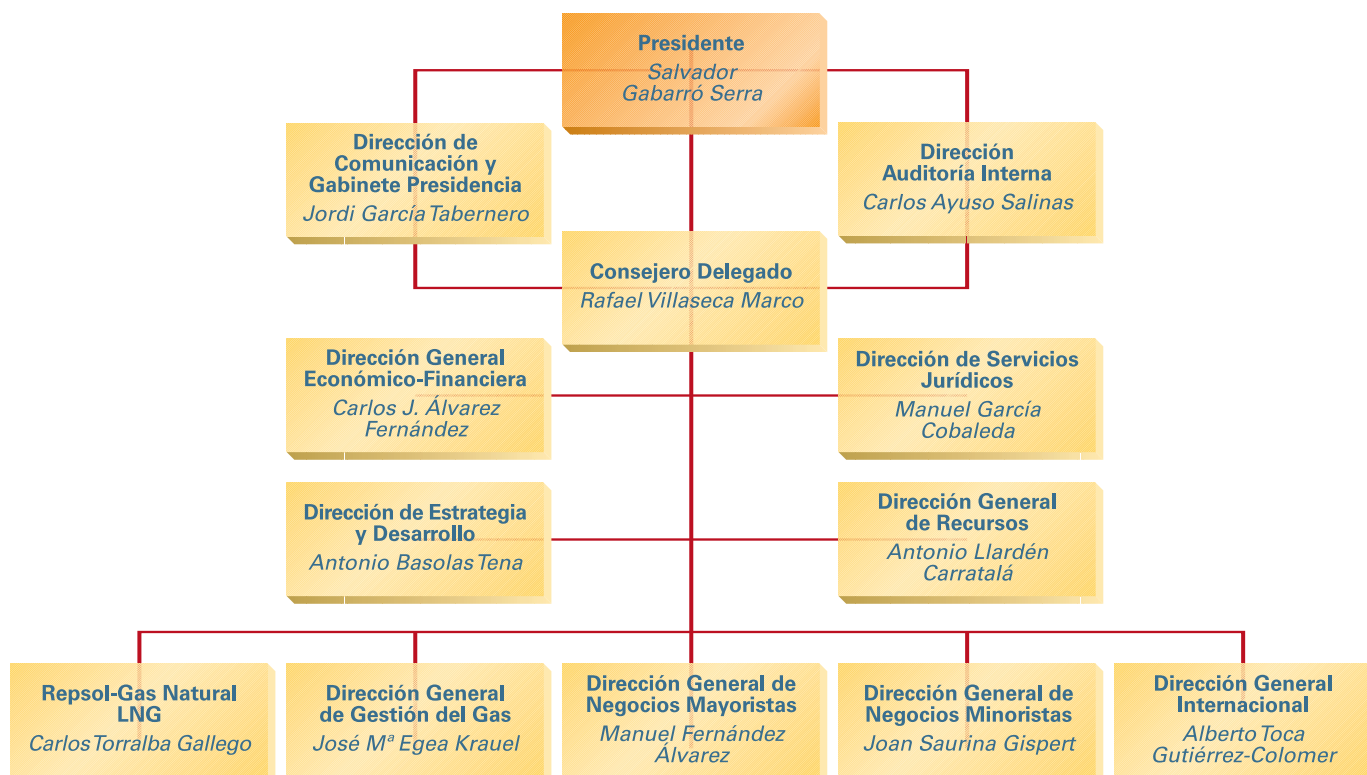 Presidente
Salvador
Gabarró Serra
Dirección de
Comunicación y
Gabinete Presidencia
Jordi García Tabernero
Dirección
Auditoría Interna
Carlos Ayuso Salinas
Consejero Delegado
Rafael Villaseca Marco
Dirección General
Económico-Financiera
Carlos J. Álvarez
Fernández
Dirección de Servicios
Jurídicos
Manuel García
Cobaleda
Dirección de Estrategia
y Desarrollo
Antonio Basolas Tena
Dirección General
de Recursos
Antonio Llardén
Carratalá
Repsol-Gas Natural
LNG
Carlos Torralba Gallego
Dirección General
de Gestión del Gas
José Mª Egea Krauel
Dirección General de
Negocios Mayoristas
Manuel Fernández
Álvarez
Dirección General de
Negocios Minoristas
Joan Saurina Gispert
Dirección General
Internacional
Alberto Toca
Gutiérrez-Colomer